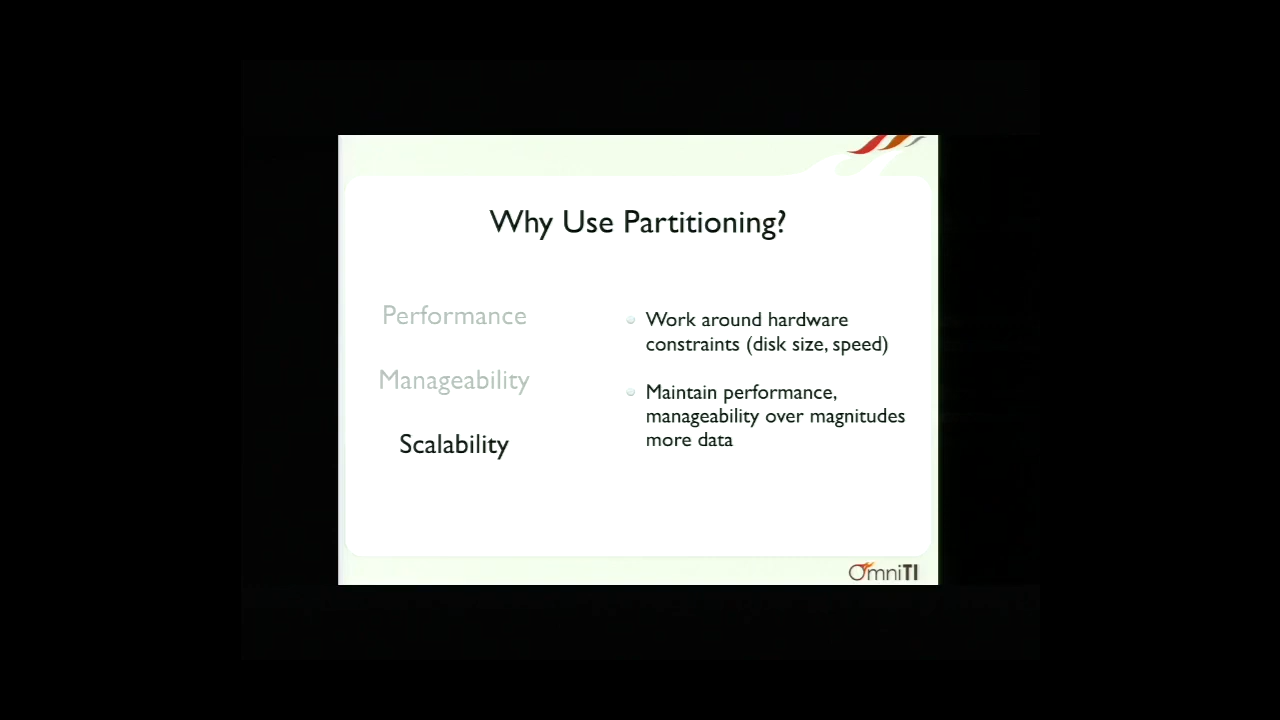 Why Use Partitioning?
Performance
Manageability
Scalability
Work around hardware
constraints (disk size, speed)
Maintain performance,
manageability over magnitudes
more data
OmniTI